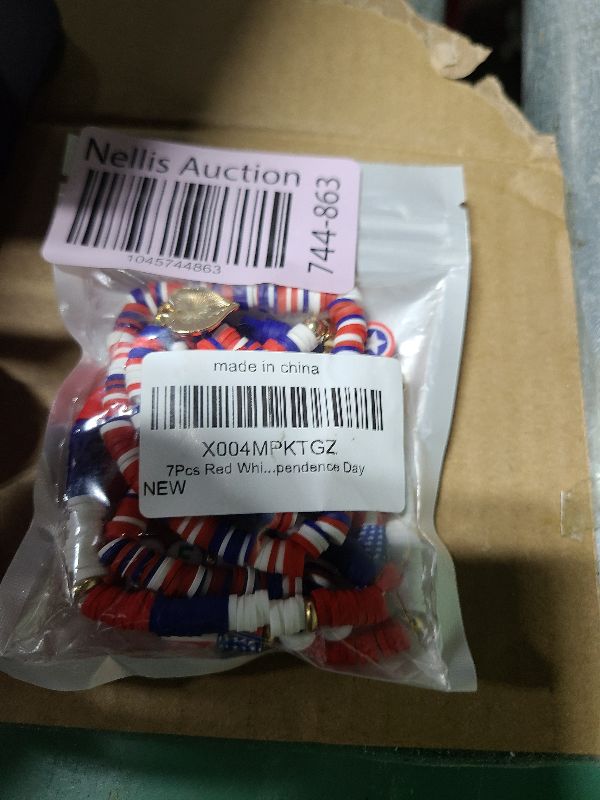 Nellis Auction
744-863
1045744863
made in china
X004MPKTGZ
7Pcs Red Whi...pendence Day
NEW